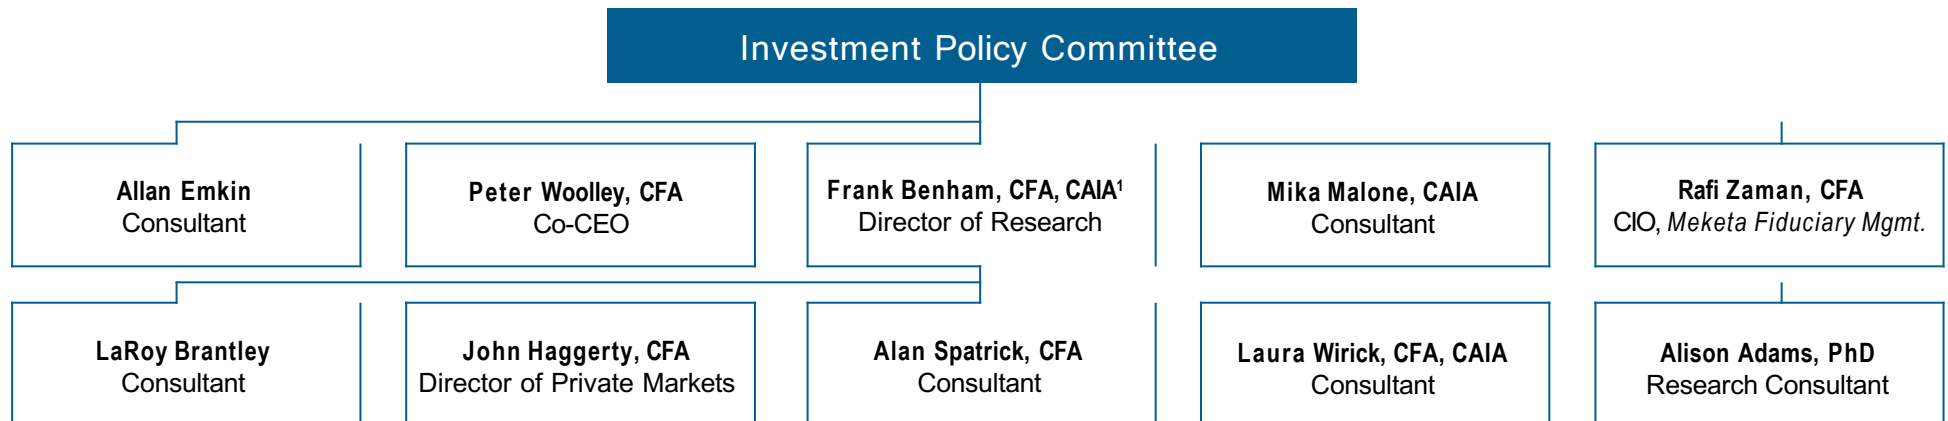 Investment Policy Committee
Allan Emkin
Consultant
Peter Woolley, CFA
Co-CEO
Frank Benham, CFA, CAIA¹
Director of Research
Mika Malone, CAIA
Consultant
Rafi Zaman, CFA
CIO, Meketa Fiduciary Mgmt.
LaRoy Brantley
Consultant
John Haggerty, CFA
Director of Private Markets
Alan Spatrick, CFA
Consultant
Laura Wirick, CFA, CAIA
Consultant
Alison Adams, PhD
Research Consultant